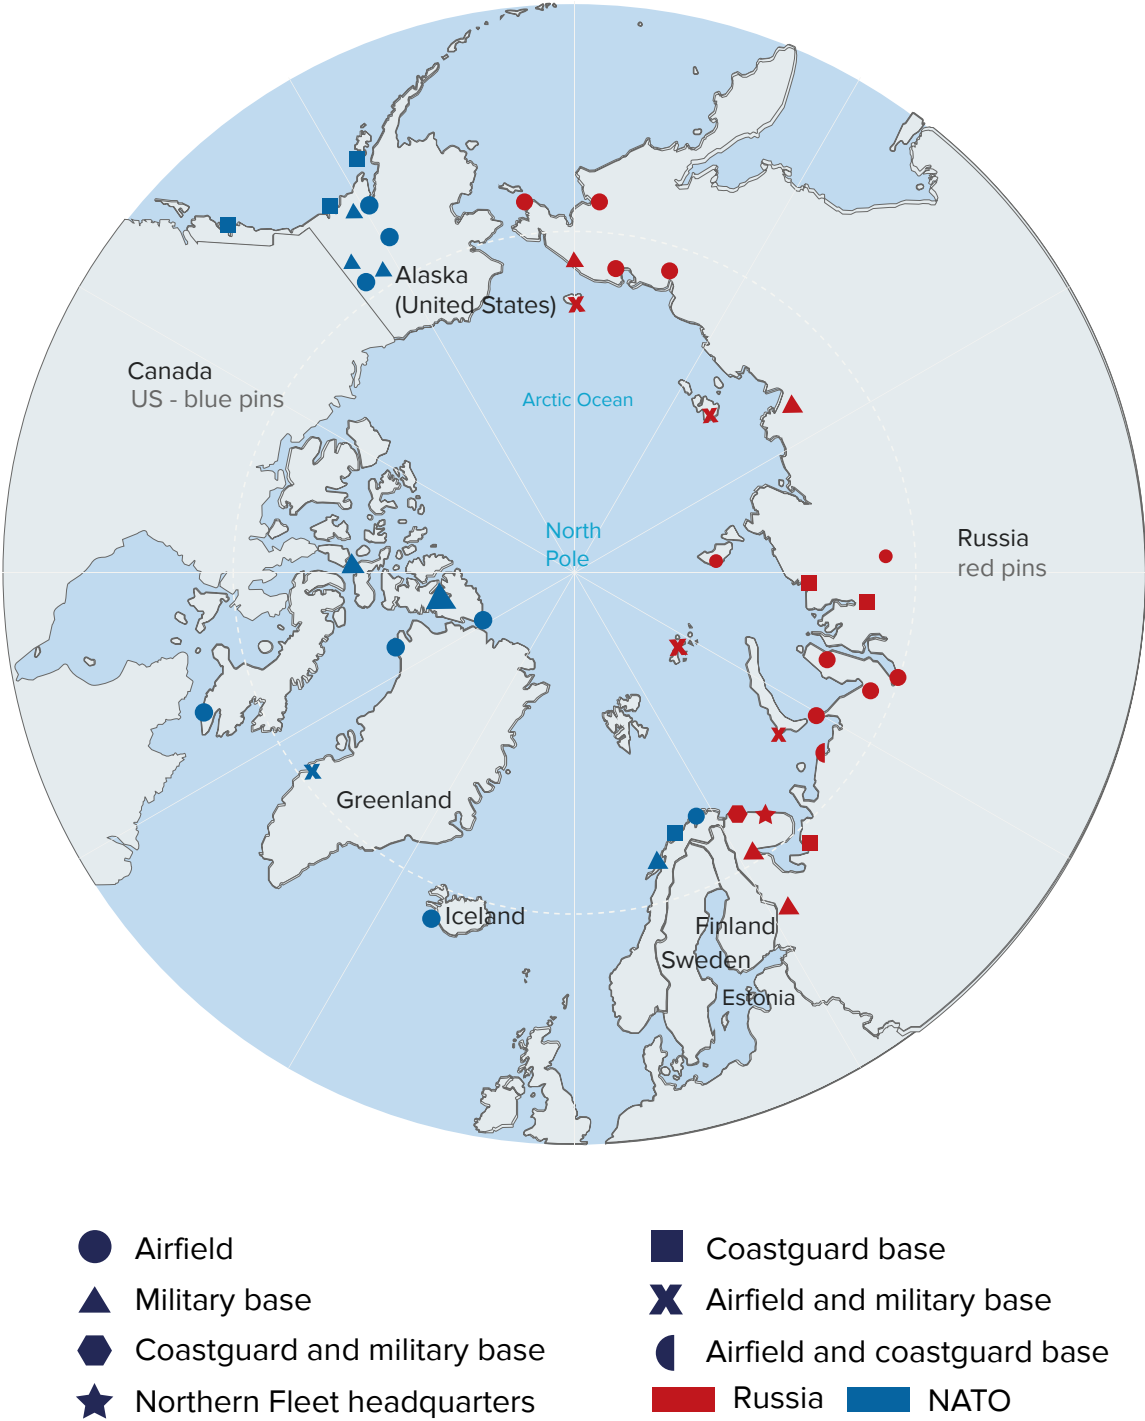 Alaska
(United States)
Canada
US - blue pins
Arctic Ocean
North
Pole
Russia
red pins
Greenland
Iceland
Finland
Sweden
Estonia
Airfield
Military base
Coastguard and military base
Northern Fleet headquarters
Coastguard base
Airfield and military base
Airfield and coastguard base
Russia
NATO